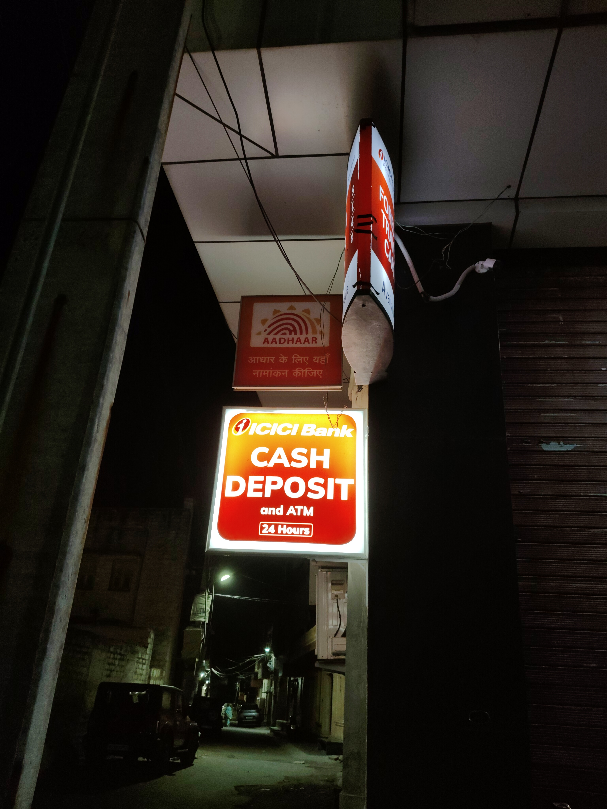 AADHAAR
आधार के लिए यहाँ
नामांकन कीजिए
ICICI Bank
CASH
DEPOSIT
and ATM
24 Hours